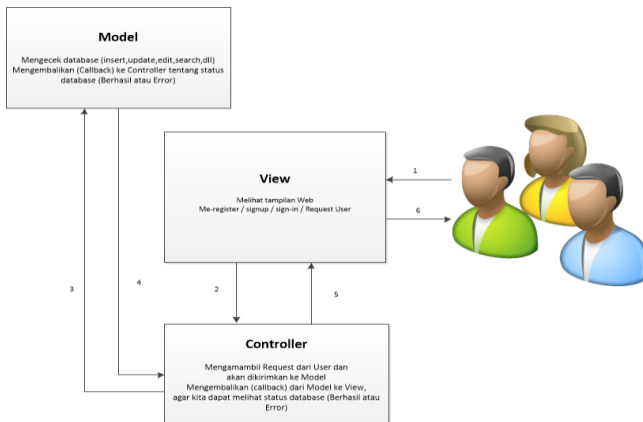 Model
Mengecek database (insert,update,edit,search,dll)
Mengembalikan (Callback) ke Controller tentang status
database (Berhasil atau Error)
View
Melihat tampilan Web
Me-register / signup / sign-in / Request User
1
6
3
4
2
5
Controller
Mengamambil Request dari User dan
akan dikirimkan ke Model
Mengembalikan (callback) dari Model ke View,
agar kita dapat melihat status database (Berhasil atau
Error)